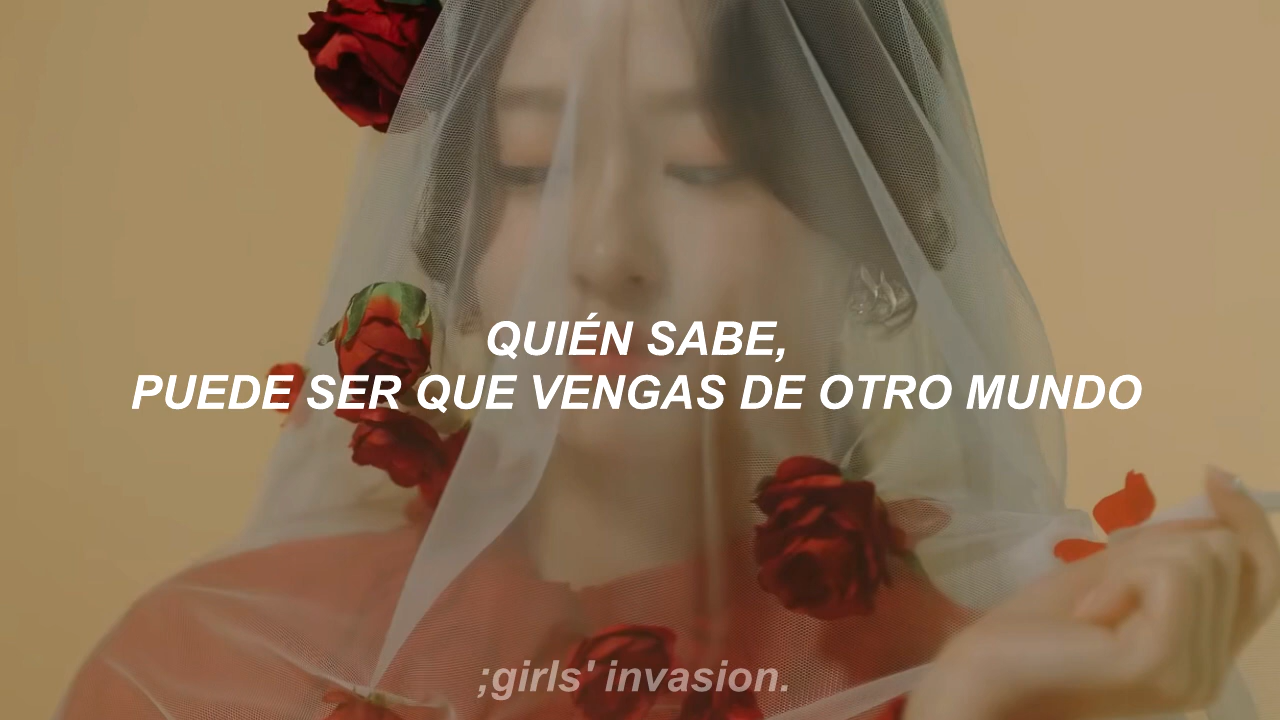 QUIÉN SABE,
PUEDE SER QUE VENGAS DE OTRO MUNDO
;girls' invasion.